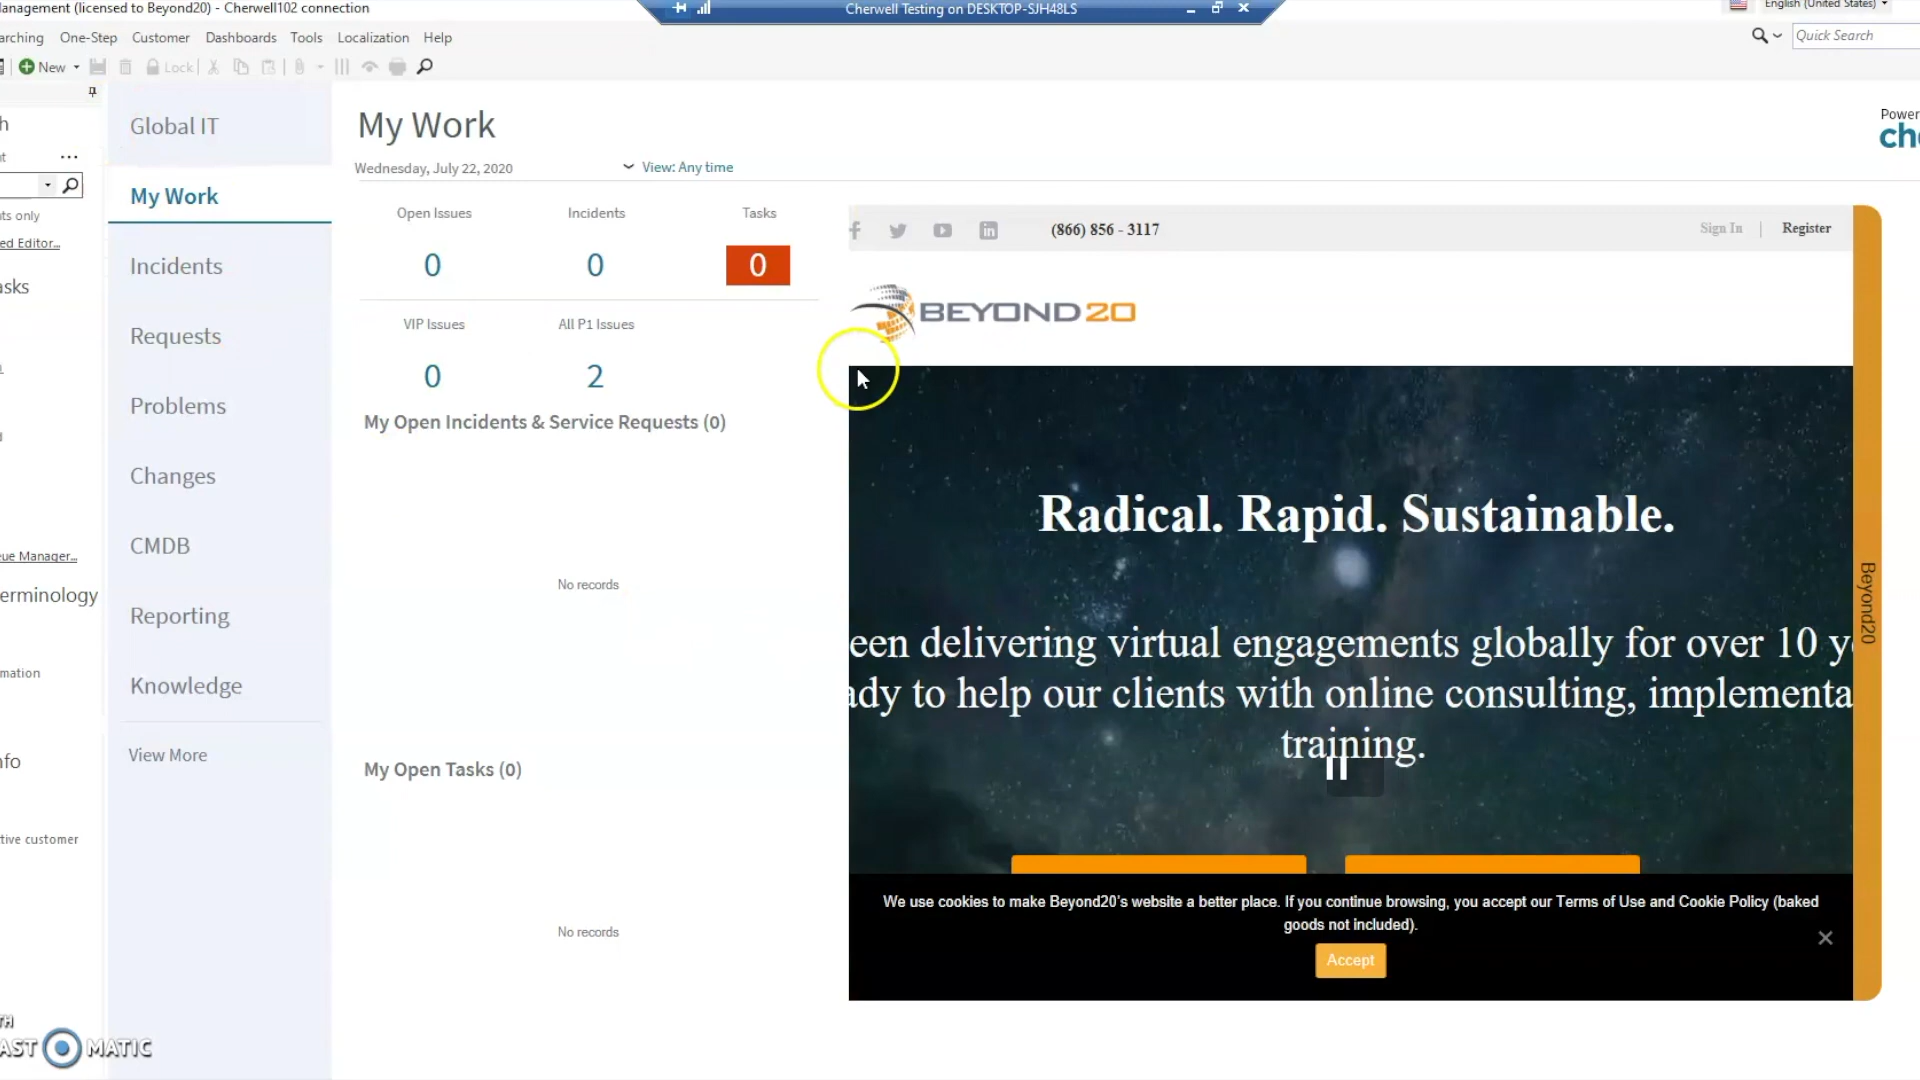 anagement (licensed to Beyond20) - Cherwell102 connection
Cherwell Testing on DESKTOP-SJH48LS
English (United States)
arching One-Step Customer Dashboards Tools Localization Help
Quick Search
New
Lock
h
Global IT
My Work
Power
che
t
...
Wednesday, July 22, 2020
View: Any time
My Work
nts only
ed Editor...
Open Issues
Incidents
Tasks
0
0
0
(866) 856 - 3117
Sign In | Register
Incidents
asks
BEYOND20
Requests
VIP Issues
All P1 Issues
0
2
Problems
My Open Incidents & Service Requests (0)
Changes
Radical. Rapid. Sustainable.
CMDB
eue Manager...
No records
erminology
Reporting
Beyond20
een delivering virtual engagements globally for over 10 y
ady to help our clients with online consulting, implementa
training.
mation
Knowledge
View More
nfo
My Open Tasks (0)
tive customer
No records
We use cookies to make Beyond20's website a better place. If you continue browsing, you accept our Terms of Use and Cookie Policy (baked
goods not included).
Accept
TH
AST MATIC